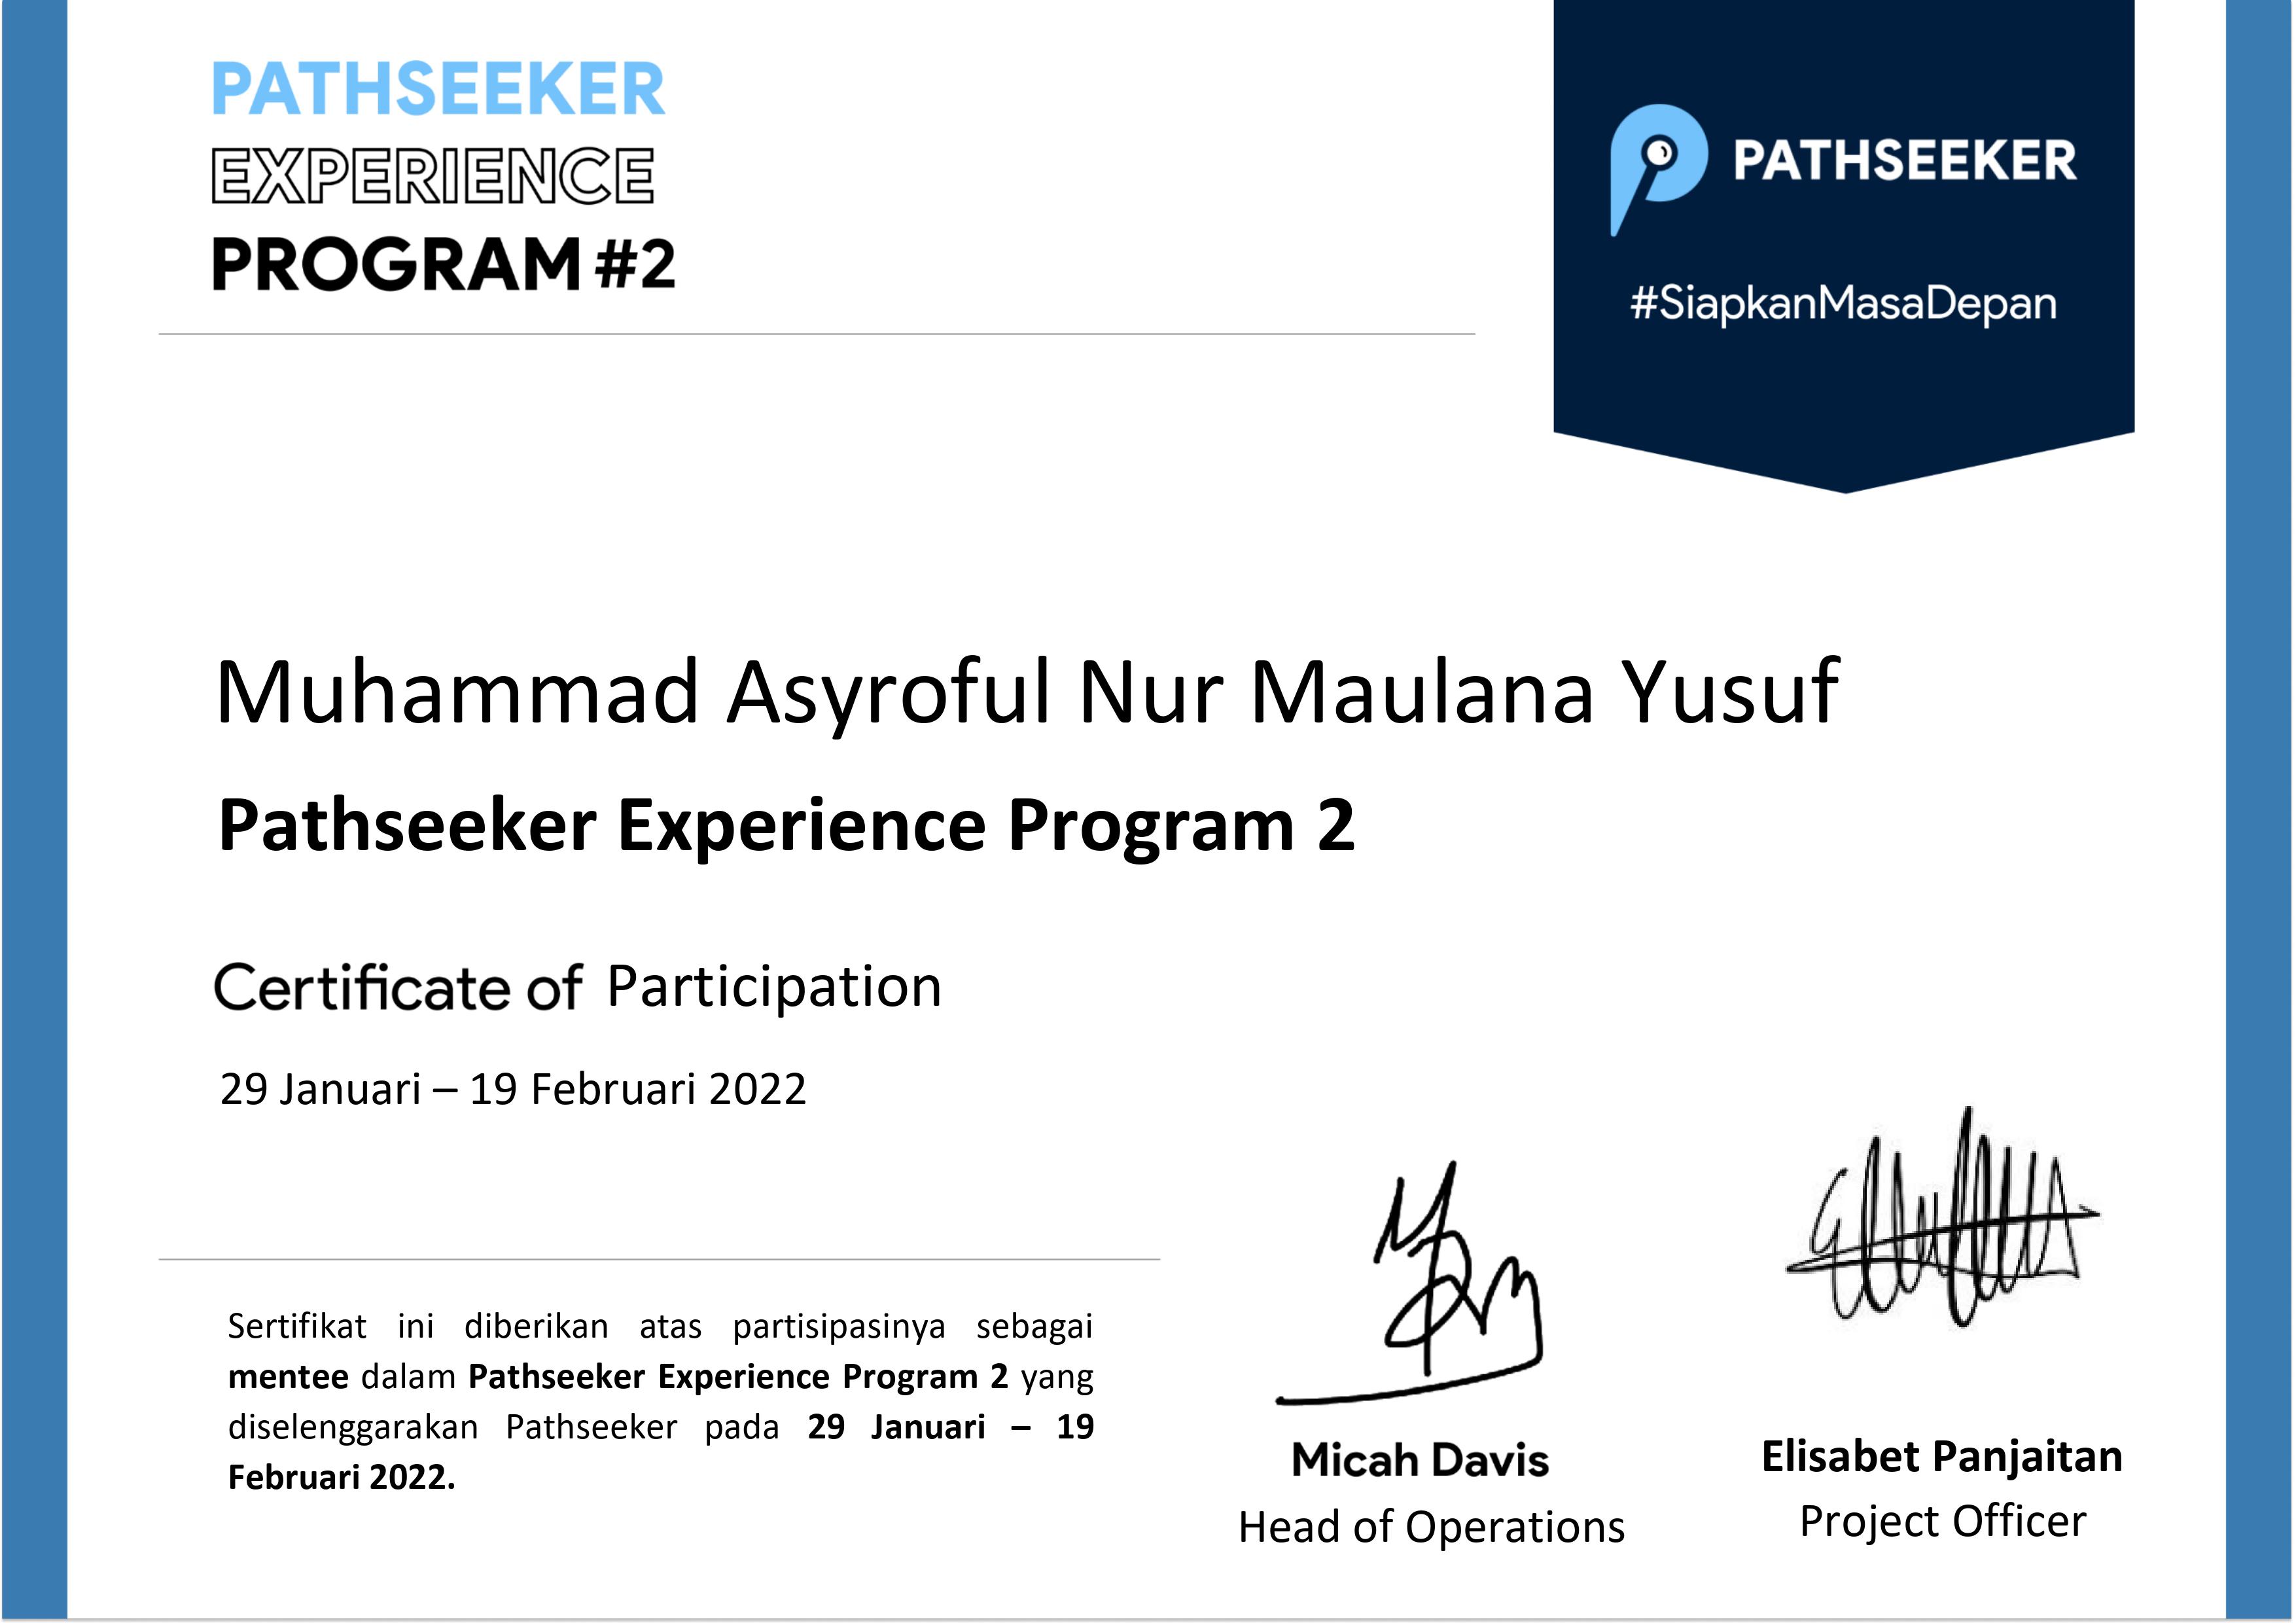 PATHSEEKER
EXPERIENCE
PROGRAM #2
PATHSEEKER
#SiapkanMasaDepan
Muhammad Asyroful Nur Maulana Yusuf
Pathseeker Experience Program 2
Certificate of Participation
29 Januari – 19 Februari 2022
Sertifikat ini diberikan atas partisipasinya sebagai
mentee dalam Pathseeker Experience Program 2 yang
diselenggarakan Pathseeker pada 29 Januari – 19
Februari 2022.
Micah Davis
Head of Operations
Elisabet Panjaitan
Project Officer